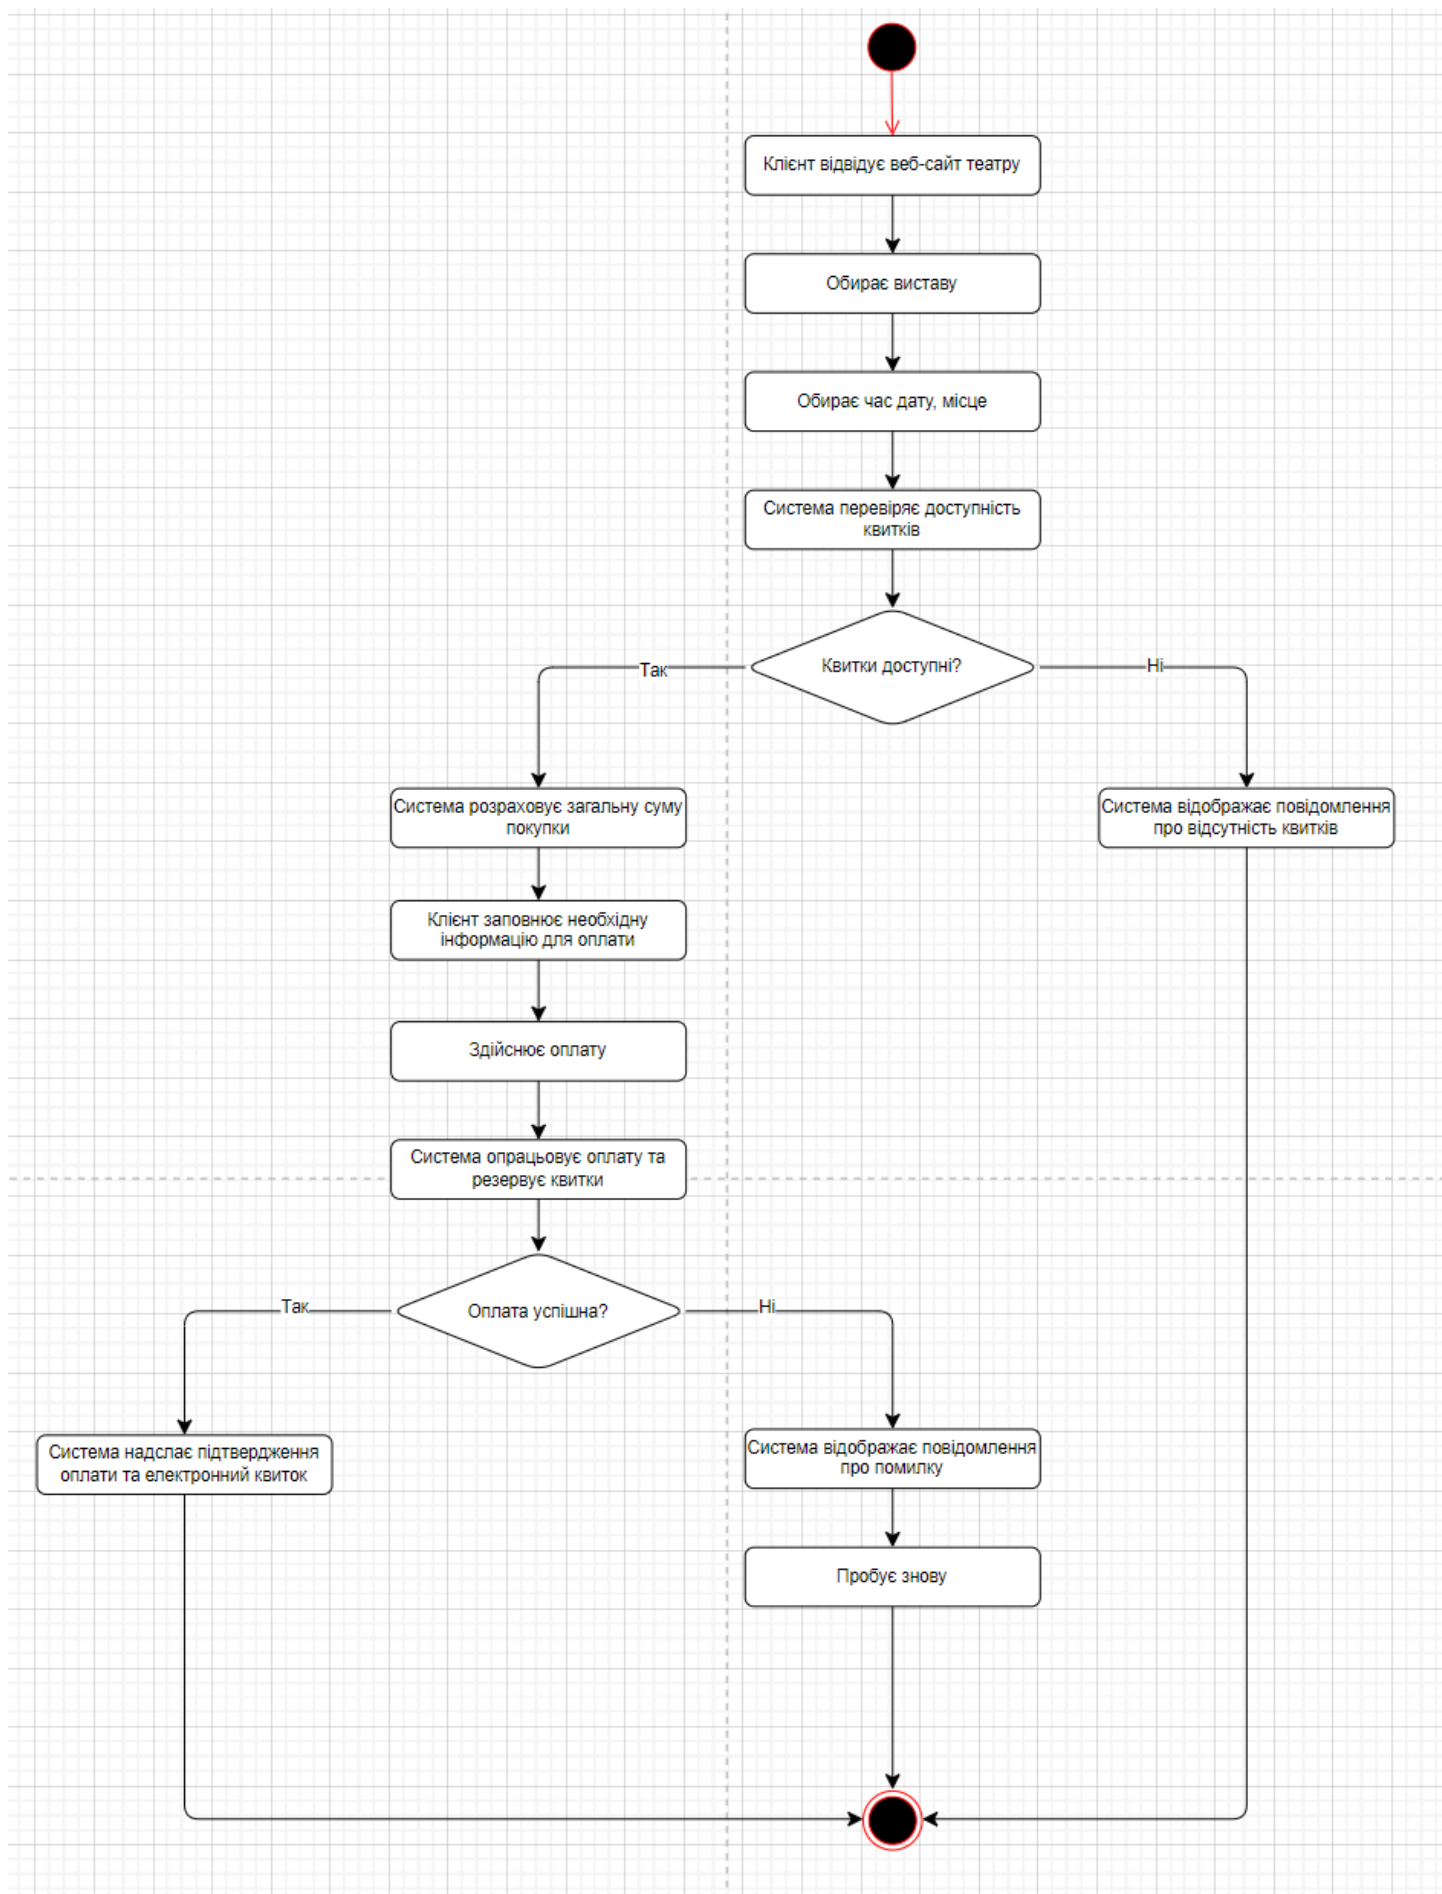 Клієнт відвідує веб-сайт театру
Обирає виставу
Обирає час дату, місце
Система перевіряє доступність
квитків
Квитки доступні?
Так
Ні
Система розраховує загальну суму
покупки
Система відображає повідомлення
про відсутність квитків
Клієнт заповнює необхідну
інформацію для оплати
Здійснює оплату
Система опрацьовує оплату та
резервує квитки
Оплата успішна?
Так
Ні
Система надслає підтвердження
оплати та електронний квиток
Система відображає повідомлення
про помилку
Пробує знову